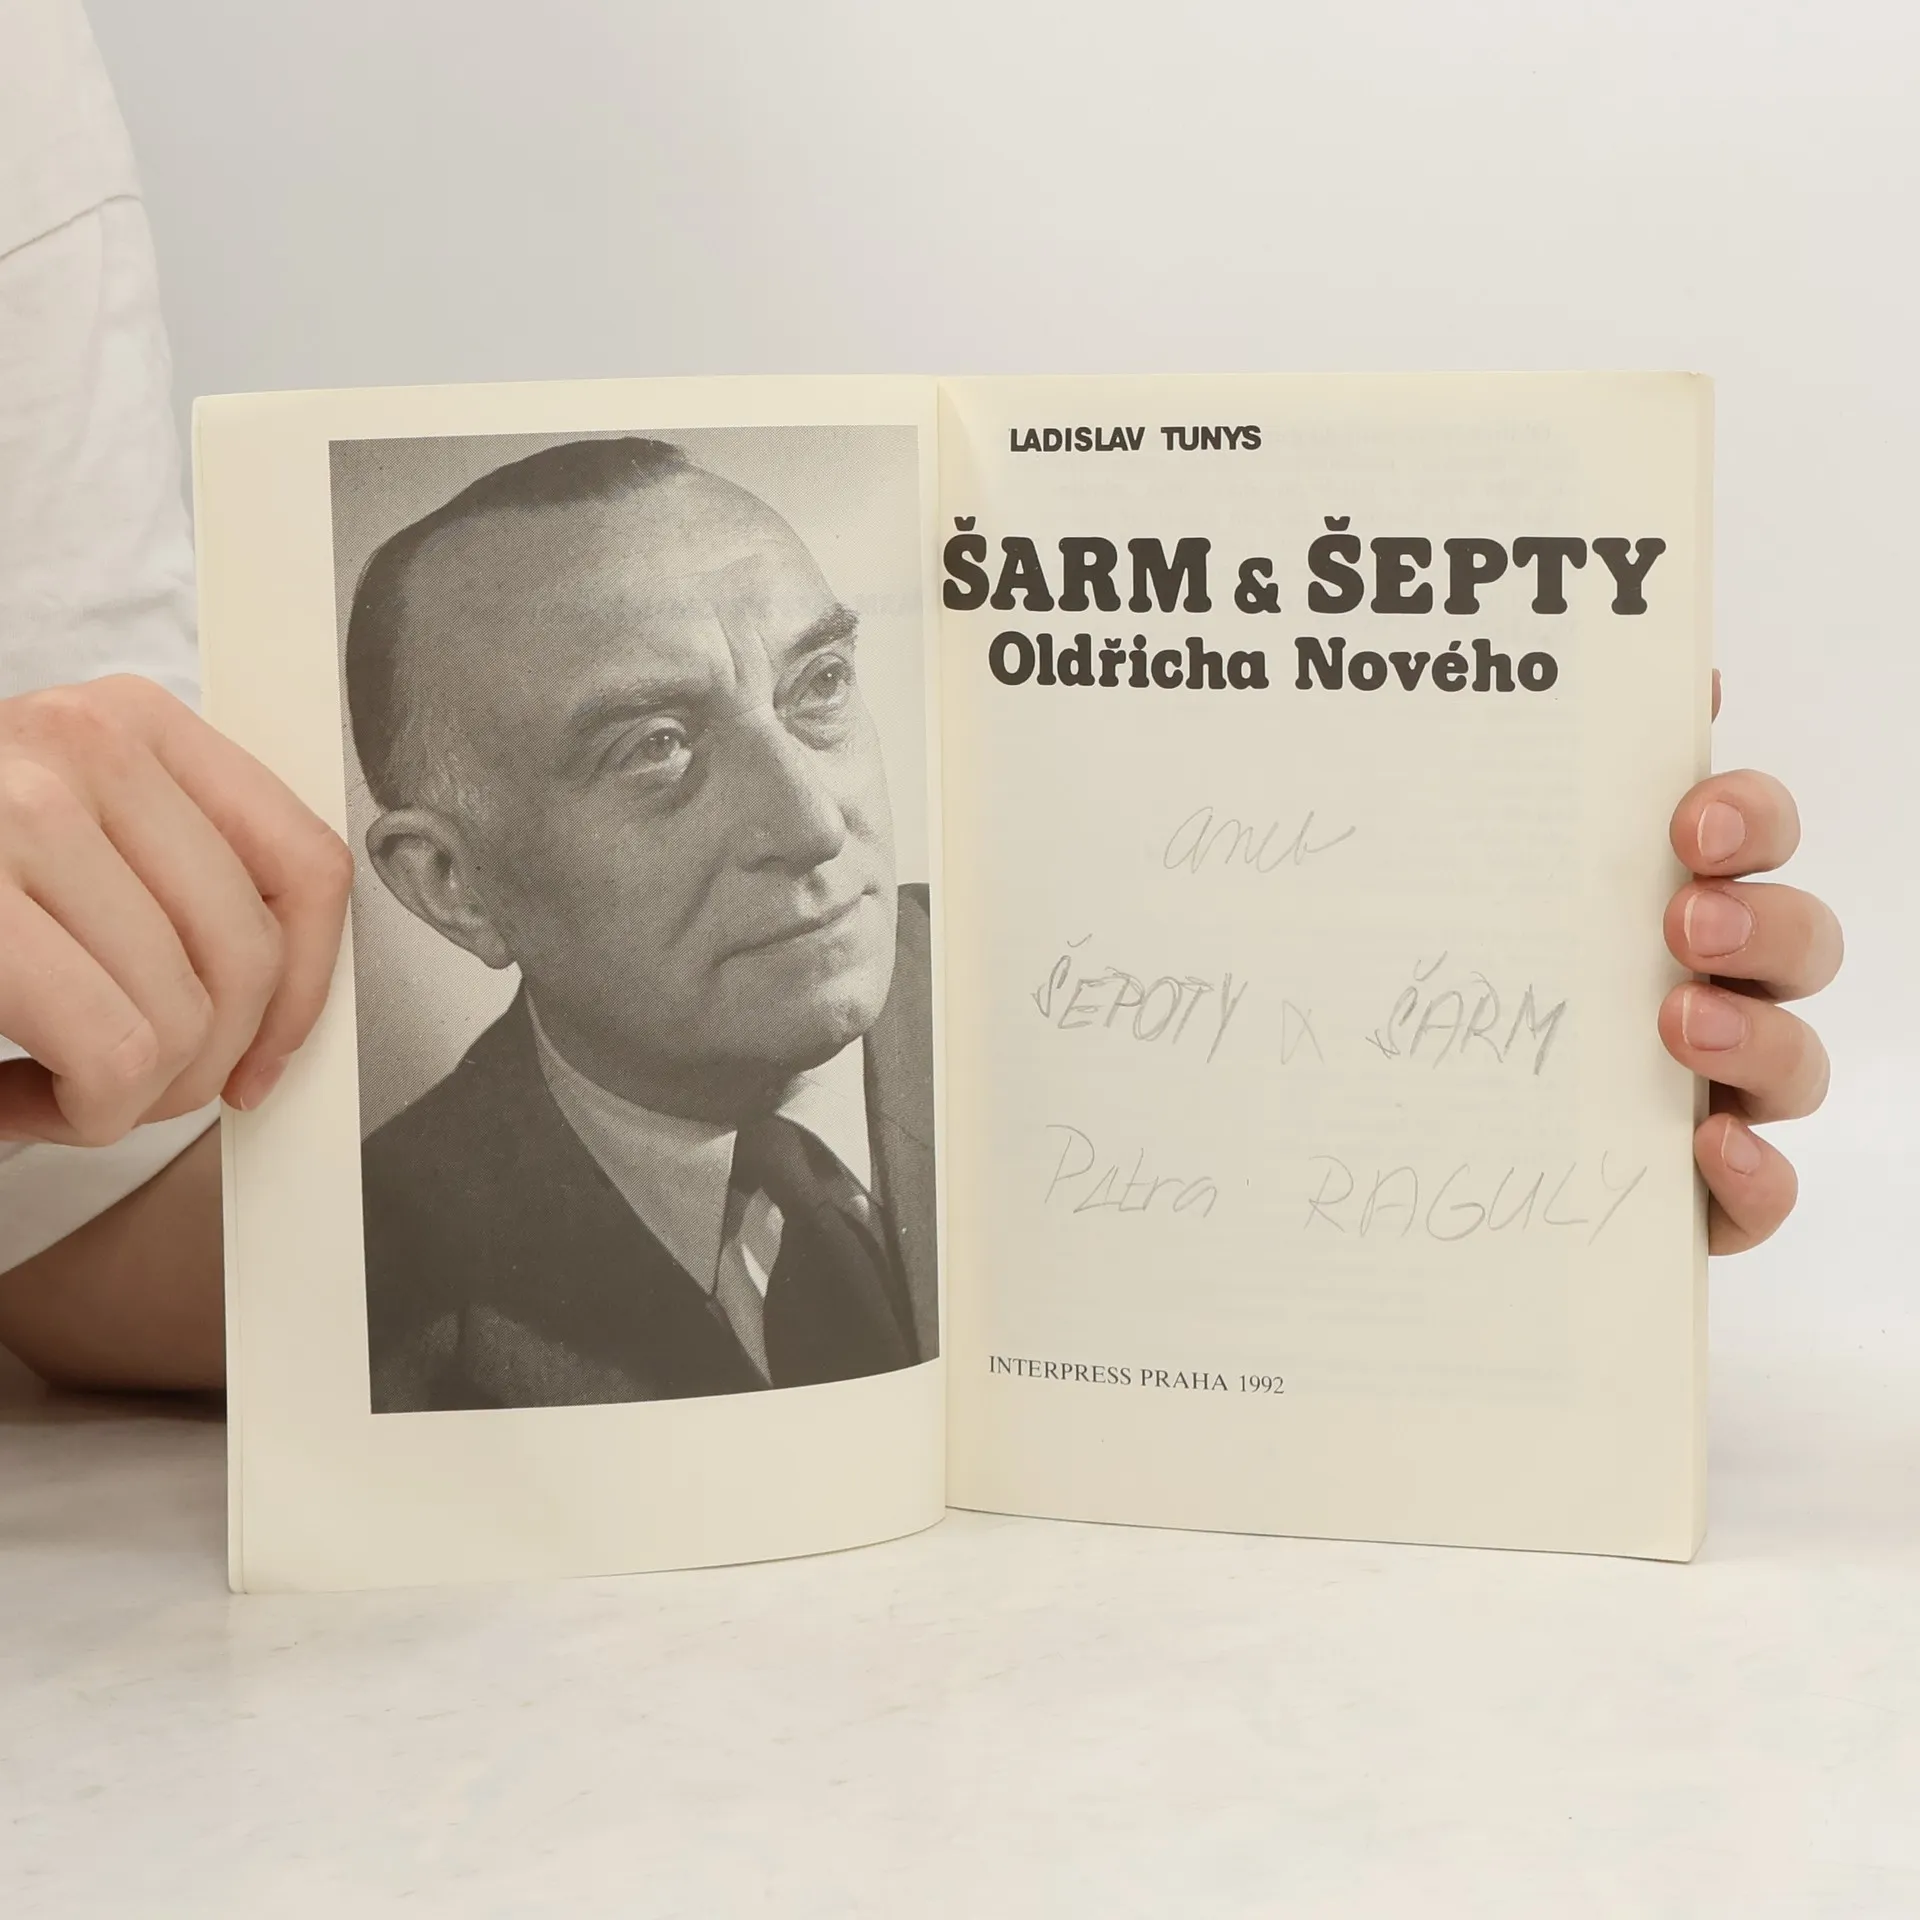 LADISLAV TUNYS
ŠARM & ŠEPTY
Oldřicha Nového
aneb
ŠEPOTY A ŠARM
Petra RAGULY
INTERPRESS PRAHA 1992